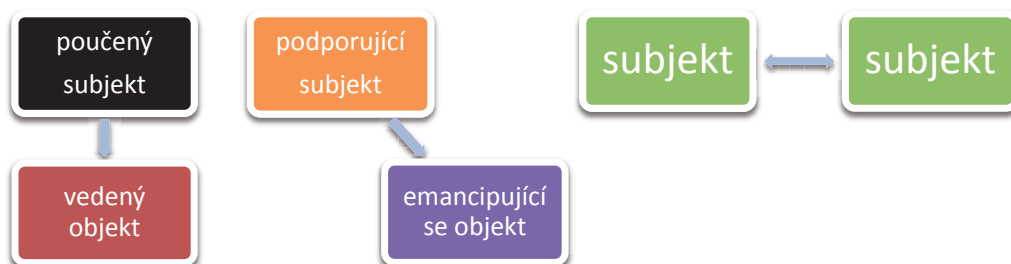 poučený
subjekt
podporující
subjekt
subjekt
subjekt
vedený
objekt
emancipující
se objekt